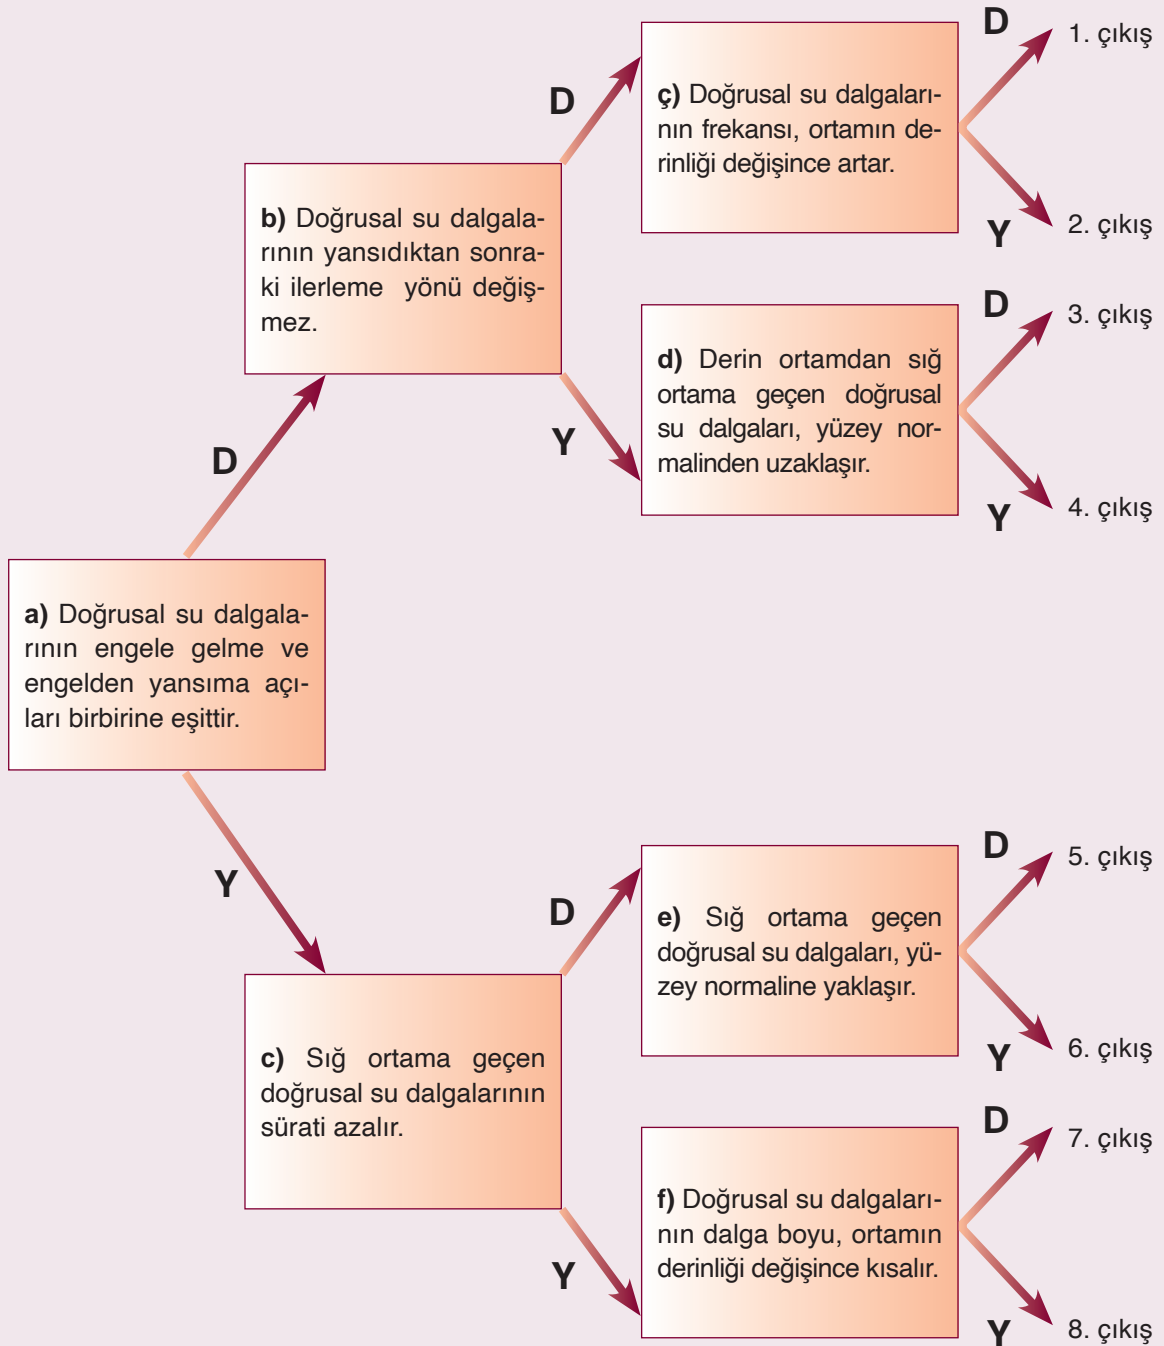 a) Doğrusal su dalgala-
rının engele gelme ve
engelden yansıma açı-
ları birbirine eşittir.
D
Y
b) Doğrusal su dalgala-
rının yansıdıktan sonra-
ki ilerleme yönü değiş-
mez.
D
Y
c) Sığ ortama geçen
doğrusal su dalgalarının
sürati azalır.
D
Y
ç) Doğrusal su dalgaları-
nın frekansı, ortamın de-
rinliği değişince artar.
D
1. çıkış
Y
2. çıkış
d) Derin ortamdan sığ
ortama geçen doğrusal
su dalgaları, yüzey nor-
malinden uzaklaşır.
D
3. çıkış
Y
4. çıkış
e) Sığ ortama geçen
doğrusal su dalgaları, yü-
zey normaline yaklaşır.
D
5. çıkış
Y
6. çıkış
f) Doğrusal su dalgaları-
nın dalga boyu, ortamın
derinliği değişince kısalır.
D
7. çıkış
Y
8. çıkış